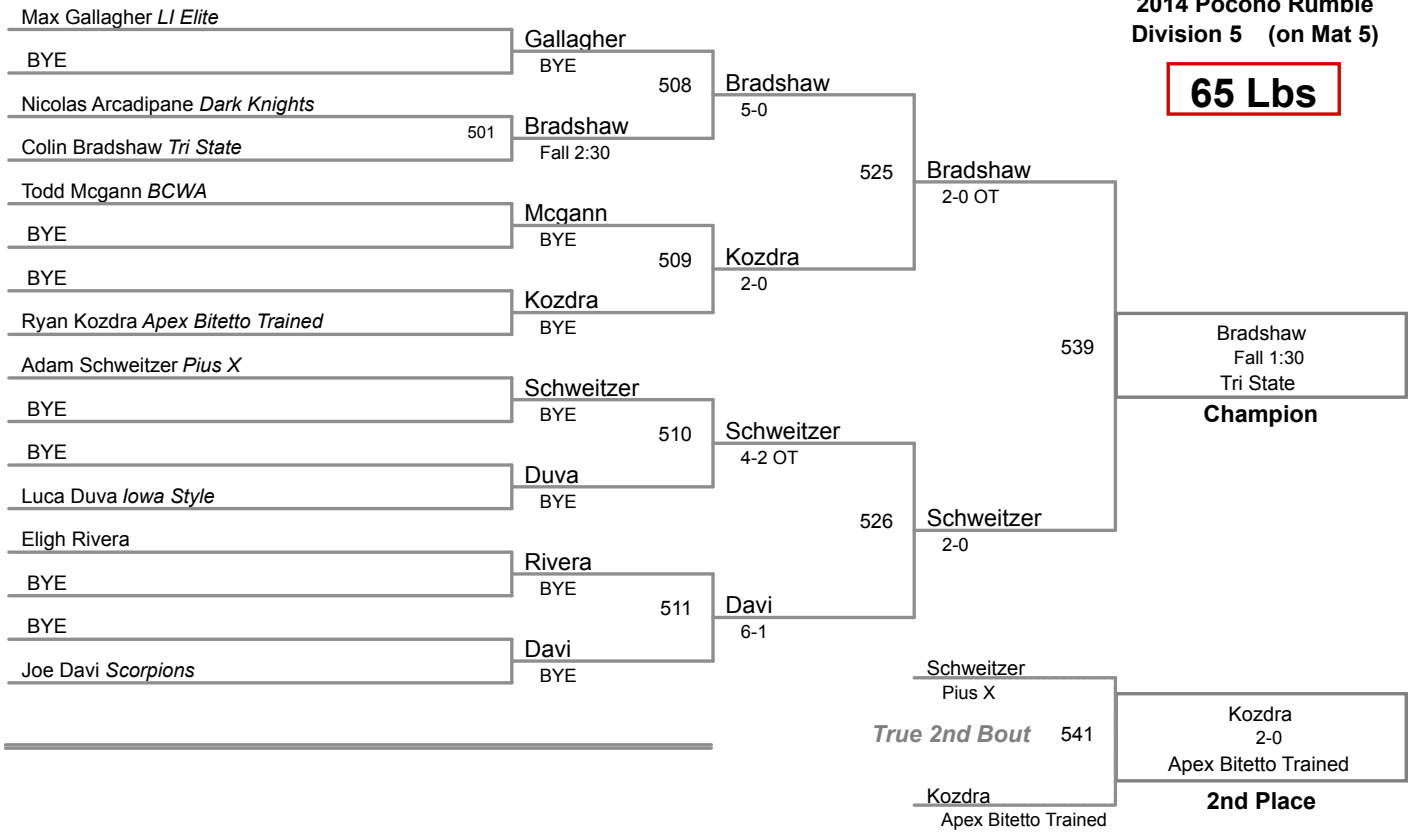 2014 Pocono Rumble
Division 5 (on Mat 5)
65 Lbs
Max Gallagher LI Elite
BYE
Nicolas Arcadipane Dark Knights
Colin Bradshaw Tri State
Todd Mcgann BCWA
BYE
BYE
Ryan Kozdra Apex Bitetto Trained
Adam Schweitzer Pius X
BYE
BYE
Luca Duva Iowa Style
Eligh Rivera
BYE
BYE
Joe Davi Scorpions
501
Gallagher
BYE
Bradshaw
Fall 2:30
Mcgann
BYE
Kozdra
BYE
Schweitzer
BYE
Duva
BYE
Rivera
BYE
Davi
BYE
508
509
510
511
Bradshaw
5-0
Kozdra
2-0
Schweitzer
4-2 OT
Davi
6-1
525
526
Bradshaw
2-0 OT
Schweitzer
2-0
539
Bradshaw
Fall 1:30
Tri State
Champion
Schweitzer
Pius X
True 2nd Bout 541
Kozdra
Apex Bitetto Trained
Kozdra
2-0
Apex Bitetto Trained
2nd Place